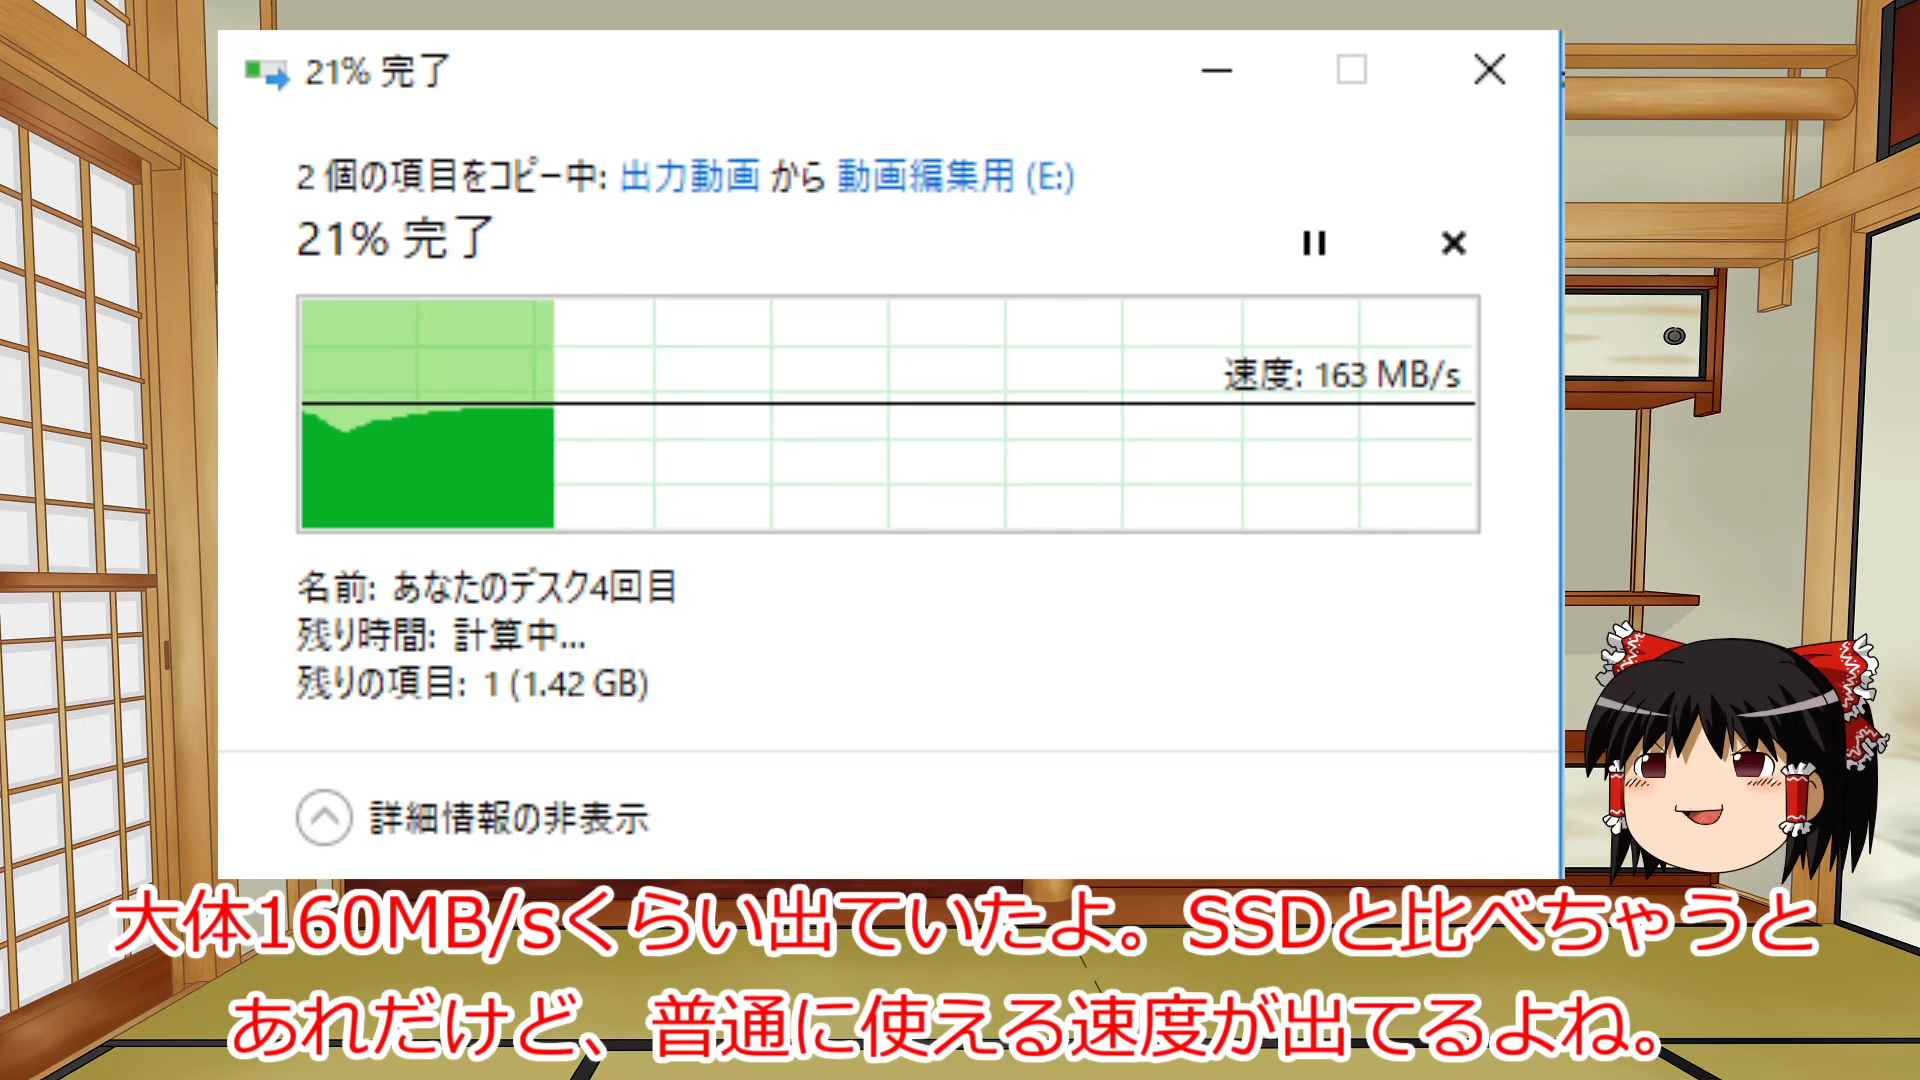 21% 完了
2 個の項目をコピー中: 出力動画 から 動画編集用 (E:)
21% 完了
速度: 163 MB/s
名前: あなたのデスク4回目
残り時間: 計算中...
残りの項目: 1 (1.42 GB)
詳細情報の非表示
大体160MB/sくらい出ていたよ。SSDと比べちゃうと
あれだけど、普通に使える速度が出てるよね。